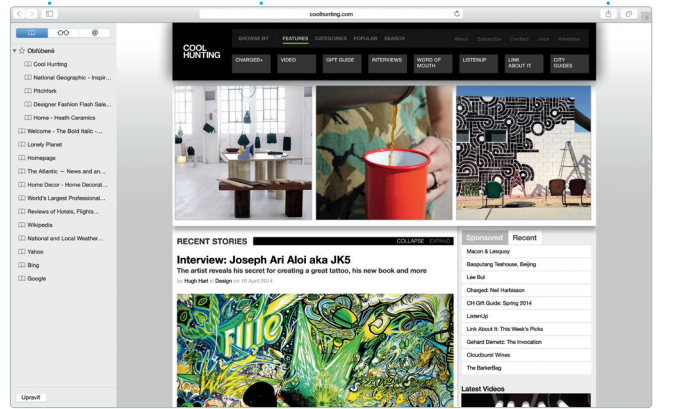 coolhunting.com
Obľúbené
Cool Hunting
National Geographic - Inspir...
Pitchfork
Designer Fashion Flash Sale...
Home - Heath Ceramics
Welcome - The Bold Italic -...
Lonely Planet
Homepage
The Atlantic — News and an...
Home Decor - Home Decorat...
World's Largest Professional...
Reviews of Hotels, Flights...
Wikipedia
National and Local Weather...
Yahoo
Bing
Google
Upraviť
COOL
HUNTING
BROWSE BY FEATURES CATEGORIES POPULAR SEARCH
About Subscribe Contact Jobs Advertise
CHARGED+
VIDEO
GIFT GUIDE
INTERVIEWS
WORD OF
MOUTH
LISTENUP
LINK
ABOUT IT
CITY
GUIDES
RECENT STORIES
COLLAPSE EXPAND
Interview: Joseph Ari Aloi aka JK5
The artist reveals his secret for creating a great tattoo, his new book and more
by Hugh Hart in Design on 10 April 2014
Sponsored Recent
Macon & Lesquoy
Baoputang Teahouse, Beijing
Lee Bul
Charged: Neil Harbisson
CH Gift Guide: Spring 2014
ListenUp
Link About It: This Week's Picks
Gehard Demetz: The Invocation
Cloudburst Wines
The BarkerBag
Latest Videos